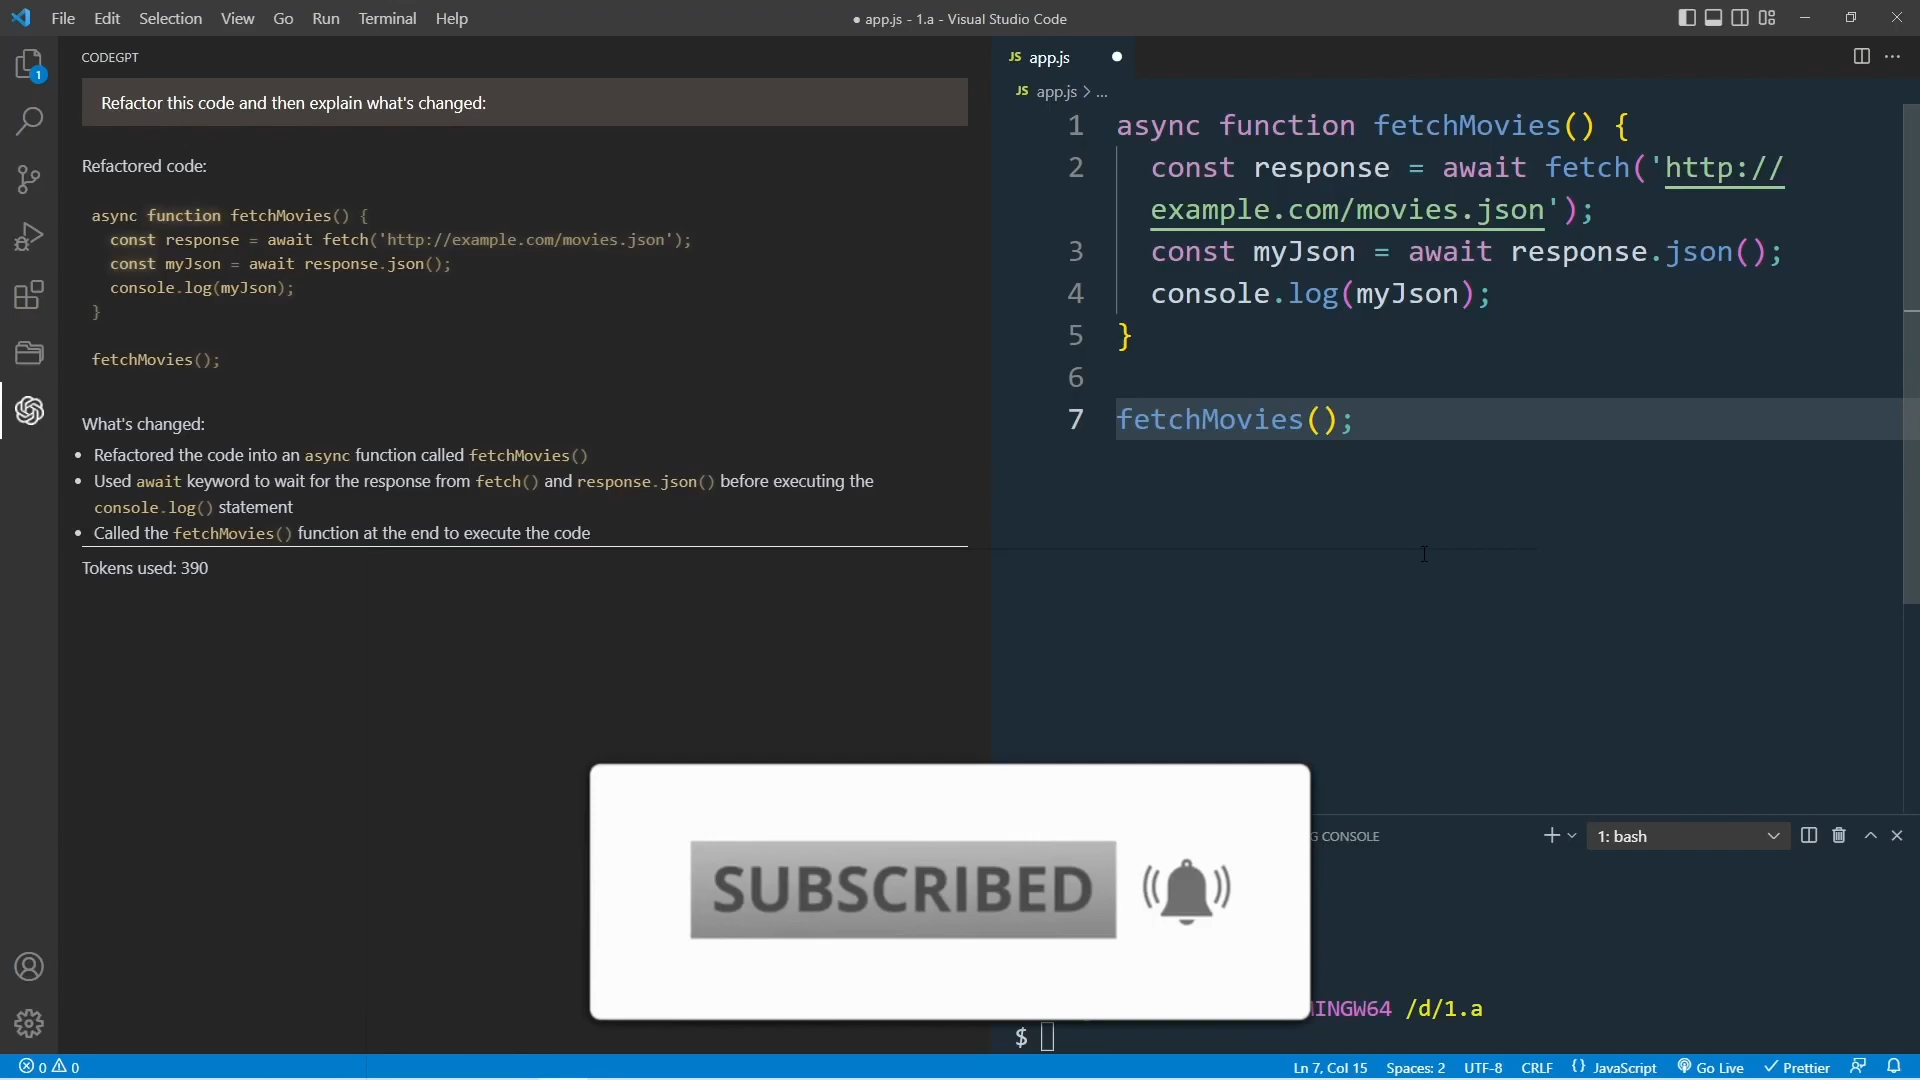 File Edit Selection View Go Run Terminal Help
● app.js - 1.a - Visual Studio Code
1
CODEGPT
Refactor this code and then explain what's changed:
Refactored code:
async function fetchMovies() {
const response = await fetch('http://example.com/movies.json');
const myJson = await response.json();
console.log(myJson);
}
fetchMovies();
What's changed:
• Refactored the code into an async function called fetchMovies()
• Used await keyword to wait for the response from fetch() and response.json() before executing the
console.log() statement
• Called the fetchMovies() function at the end to execute the code
Tokens used: 390
JS app.js ●
JS app.js > ...
1 async function fetchMovies() {
2 const response = await fetch('http://
example.com/movies.json');
3 const myJson = await response.json();
4 console.log(myJson);
5 }
6
7 fetchMovies();
G CONSOLE
1: bash
SUBSCRIBED
INGW64 /d/1.a
$
0 0
Ln 7, Col 15 Spaces: 2 UTF-8 CRLF {} JavaScript Go Live Prettier